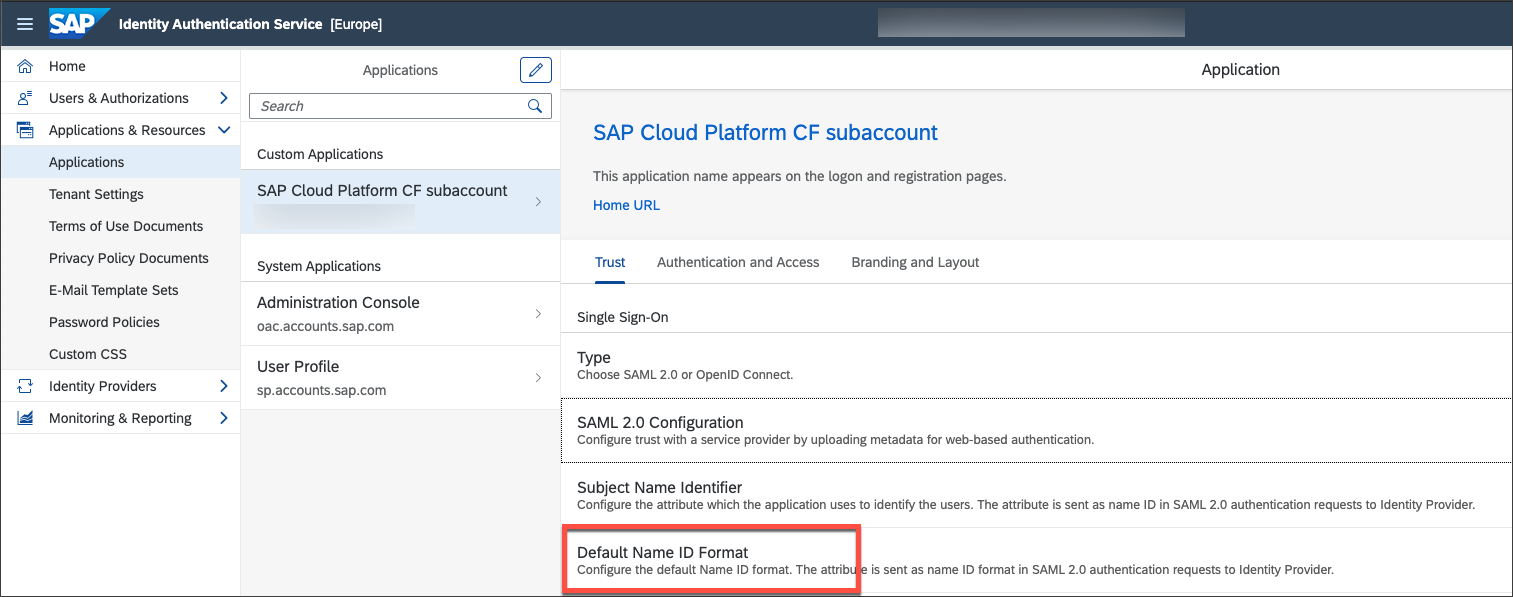 SAP Identity Authentication Service [Europe]
Home
Users & Authorizations
Applications & Resources
Applications
Tenant Settings
Terms of Use Documents
Privacy Policy Documents
E-Mail Template Sets
Password Policies
Custom CSS
Identity Providers
Monitoring & Reporting
Applications
Search
Custom Applications
SAP Cloud Platform CF subaccount
System Applications
Administration Console
oac.accounts.sap.com
User Profile
sp.accounts.sap.com
Application
SAP Cloud Platform CF subaccount
This application name appears on the logon and registration pages.
Home URL
Trust Authentication and Access Branding and Layout
Single Sign-On
Type
Choose SAML 2.0 or OpenID Connect.
SAML 2.0 Configuration
Configure trust with a service provider by uploading metadata for web-based authentication.
Subject Name Identifier
Configure the attribute which the application uses to identify the users. The attribute is sent as name ID in SAML 2.0 authentication requests to Identity Provider.
Default Name ID Format
Configure the default Name ID format. The attribute is sent as name ID format in SAML 2.0 authentication requests to Identity Provider.